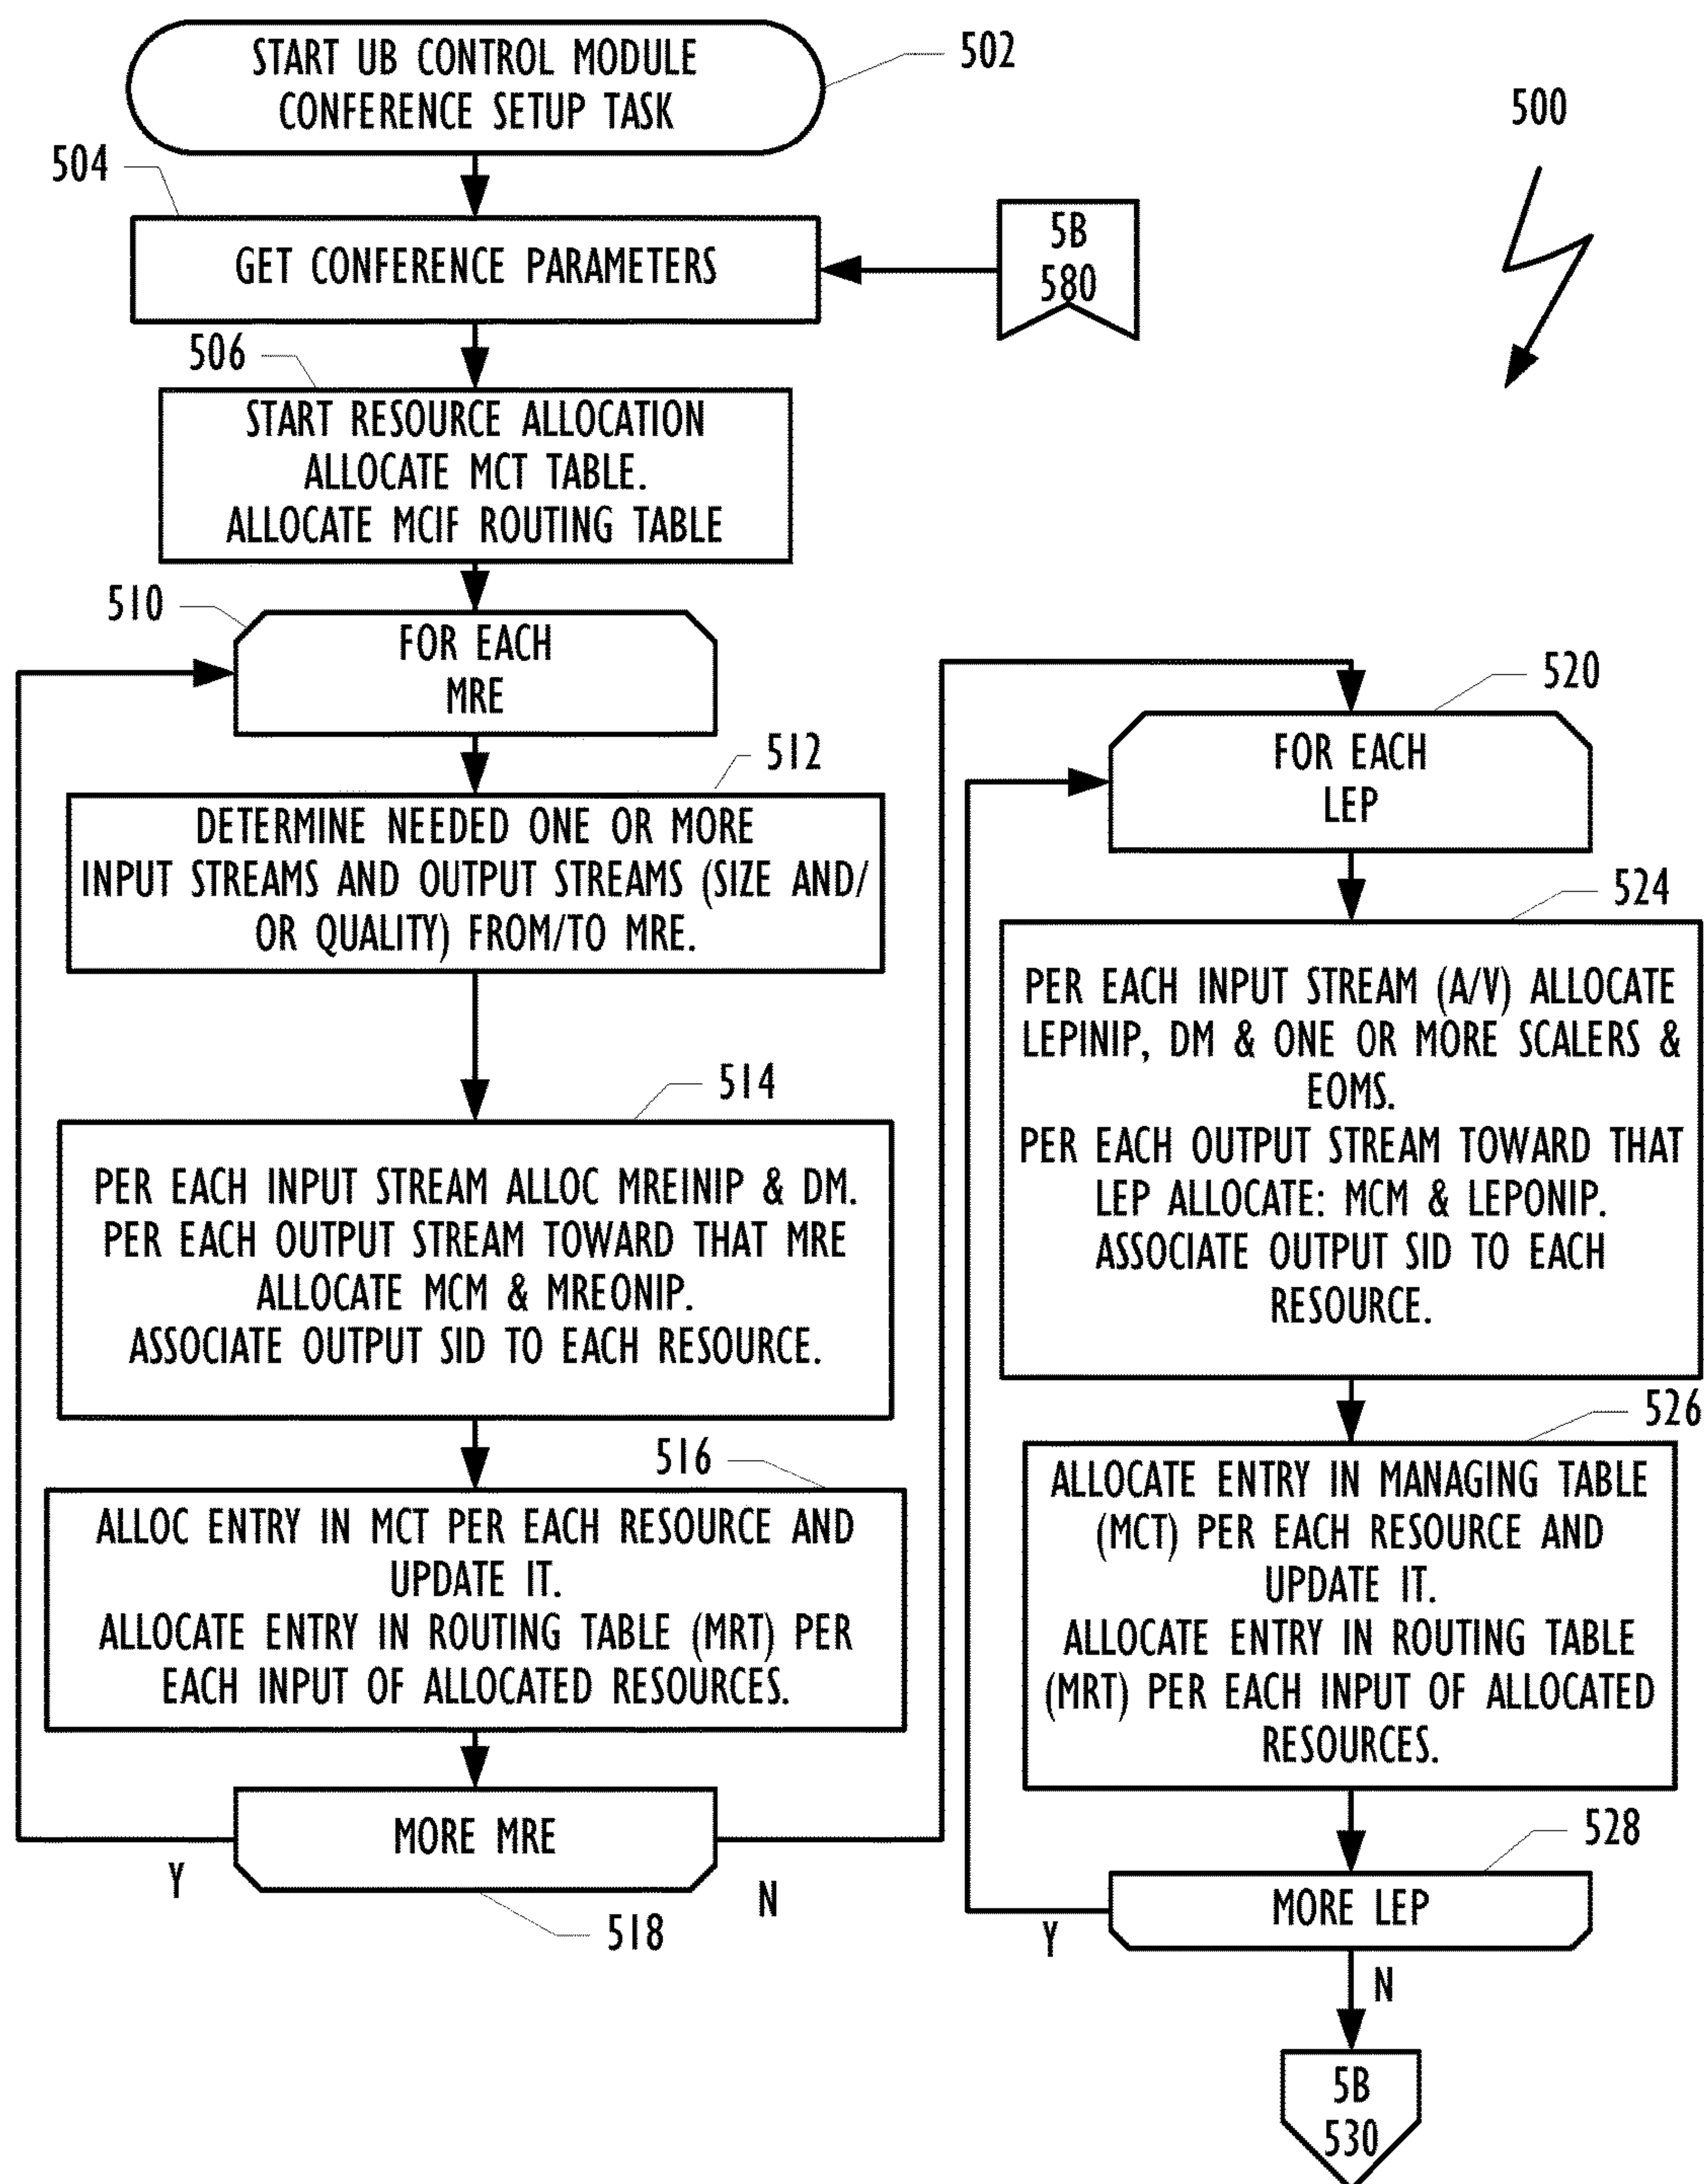 START UB CONTROL MODULE
CONFERENCE SETUP TASK
502
500
504
GET CONFERENCE PARAMETERS
5B
580
506
START RESOURCE ALLOCATION
ALLOCATE MCT TABLE.
ALLOCATE MCIF ROUTING TABLE
510
FOR EACH
MRE
512
DETERMINE NEEDED ONE OR MORE
INPUT STREAMS AND OUTPUT STREAMS (SIZE AND/
OR QUALITY) FROM/TO MRE.
514
PER EACH INPUT STREAM ALLOC MREINIP & DM.
PER EACH OUTPUT STREAM TOWARD THAT MRE
ALLOCATE MCM & MREONIP.
ASSOCIATE OUTPUT SID TO EACH RESOURCE.
516
ALLOC ENTRY IN MCT PER EACH RESOURCE AND
UPDATE IT.
ALLOCATE ENTRY IN ROUTING TABLE (MRT) PER
EACH INPUT OF ALLOCATED RESOURCES.
MORE MRE
Y
N
518
520
FOR EACH
LEP
524
PER EACH INPUT STREAM (A/V) ALLOCATE
LEPINIP, DM & ONE OR MORE SCALERS &
EOMS.
PER EACH OUTPUT STREAM TOWARD THAT
LEP ALLOCATE: MCM & LEPONIP.
ASSOCIATE OUTPUT SID TO EACH
RESOURCE.
526
ALLOCATE ENTRY IN MANAGING TABLE
(MCT) PER EACH RESOURCE AND
UPDATE IT.
ALLOCATE ENTRY IN ROUTING TABLE
(MRT) PER EACH INPUT OF ALLOCATED
RESOURCES.
528
MORE LEP
Y
N
5B
530